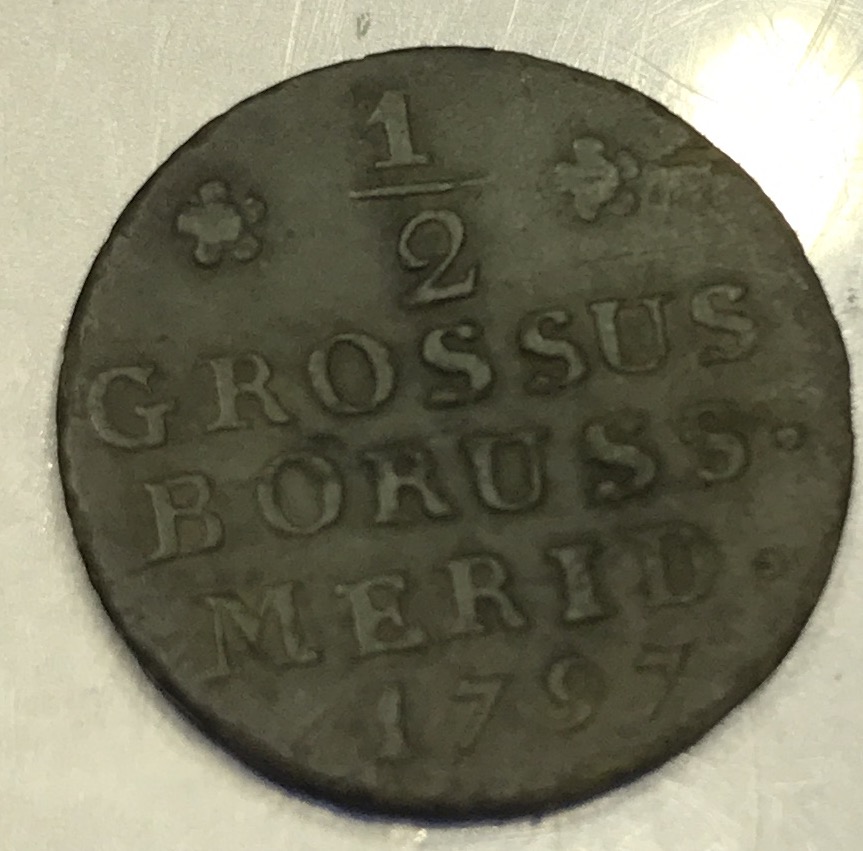 1
2
GROSSUS
BORUSS.
MERID.
1797